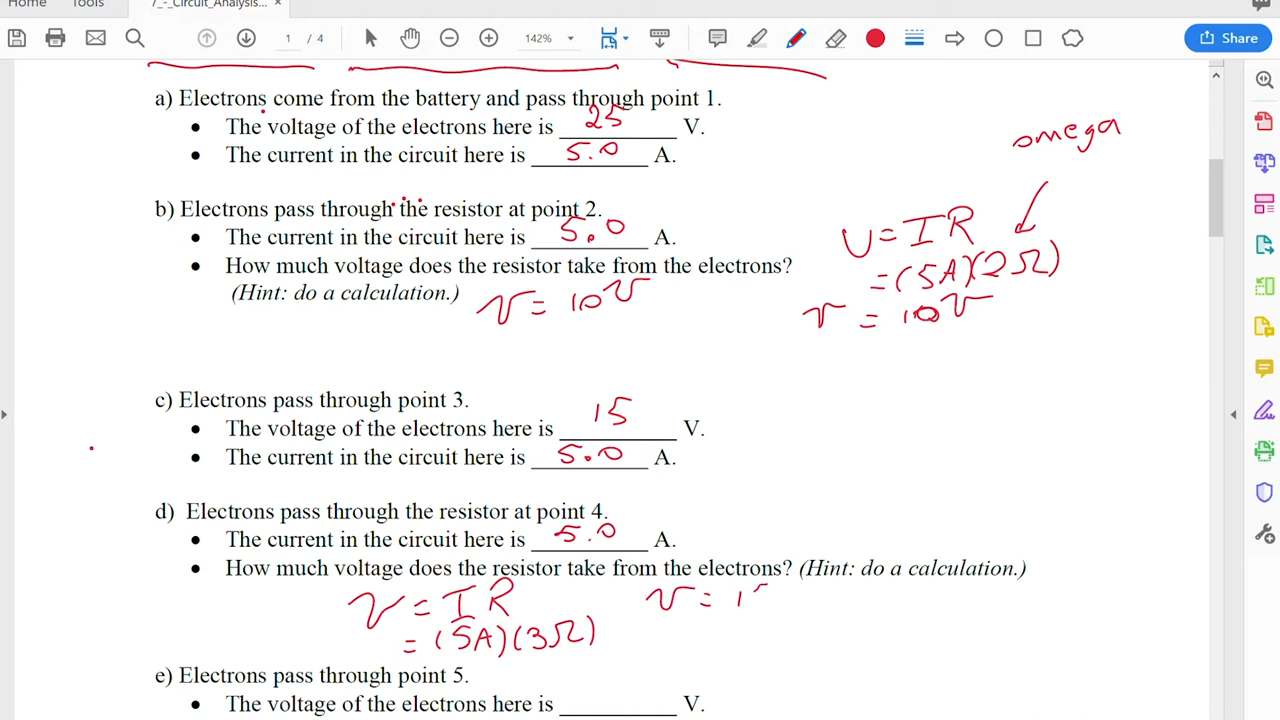 Home Tools 7_-_Circuit_Analysis... ×
1 / 4 142% Share
a) Electrons come from the battery and pass through point 1.
• The voltage of the electrons here is 25 V.
• The current in the circuit here is 5.0 A.
omega
b) Electrons pass through the resistor at point 2.
• The current in the circuit here is 5.0 A.
• How much voltage does the resistor take from the electrons?
(Hint: do a calculation.) V = 10V
V = IR
= (5A)(2Ω)
V = 10V
c) Electrons pass through point 3.
• The voltage of the electrons here is 15 V.
• The current in the circuit here is 5.0 A.
d) Electrons pass through the resistor at point 4.
• The current in the circuit here is 5.0 A.
• How much voltage does the resistor take from the electrons? (Hint: do a calculation.)
V = IR V = 1
= (5A)(3Ω)
e) Electrons pass through point 5.
• The voltage of the electrons here is V.